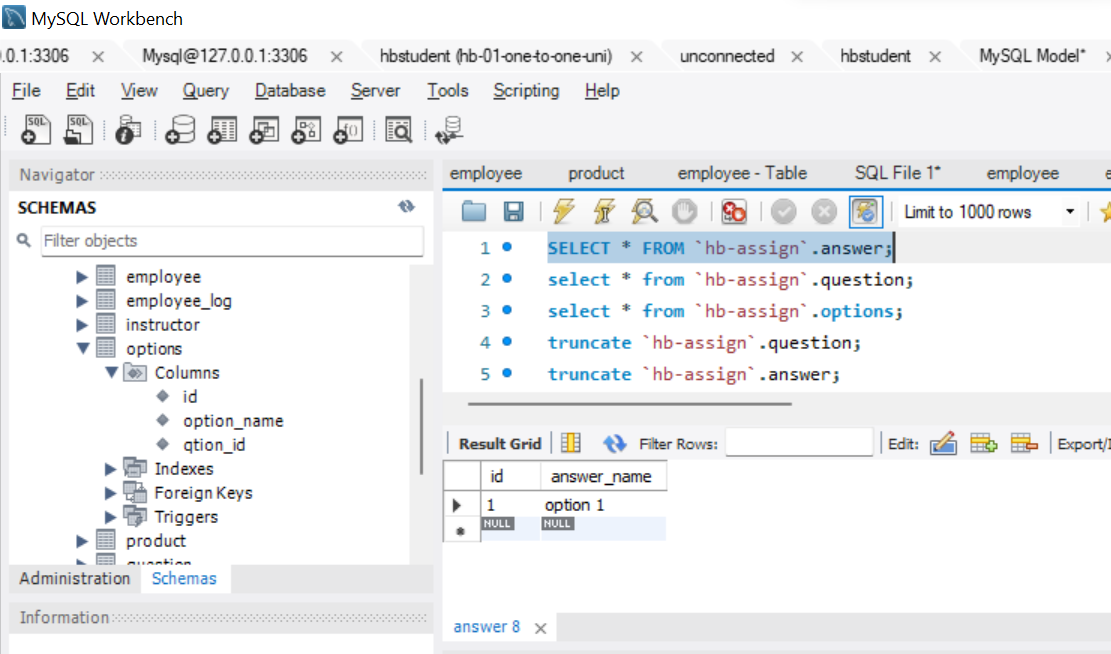 MySQL Workbench
.0.1:3306 Mysql@127.0.0.1:3306 hbstudent (hb-01-one-to-one-uni) unconnected hbstudent MySQL Model*
File Edit View Query Database Server Tools Scripting Help
SQL SQL
Navigator
SCHEMAS
Filter objects
employee
employee_log
instructor
options
Columns
id
option_name
qtion_id
Indexes
Foreign Keys
Triggers
product
question
Administration Schemas
Information
employee product employee - Table SQL File 1* employee
Limit to 1000 rows
1 SELECT * FROM `hb-assign`.answer;
2 select * from `hb-assign`.question;
3 select * from `hb-assign`.options;
4 truncate `hb-assign`.question;
5 truncate `hb-assign`.answer;
Result Grid Filter Rows: Edit: Export/I
id answer_name
1 option 1
NULL NULL
answer 8